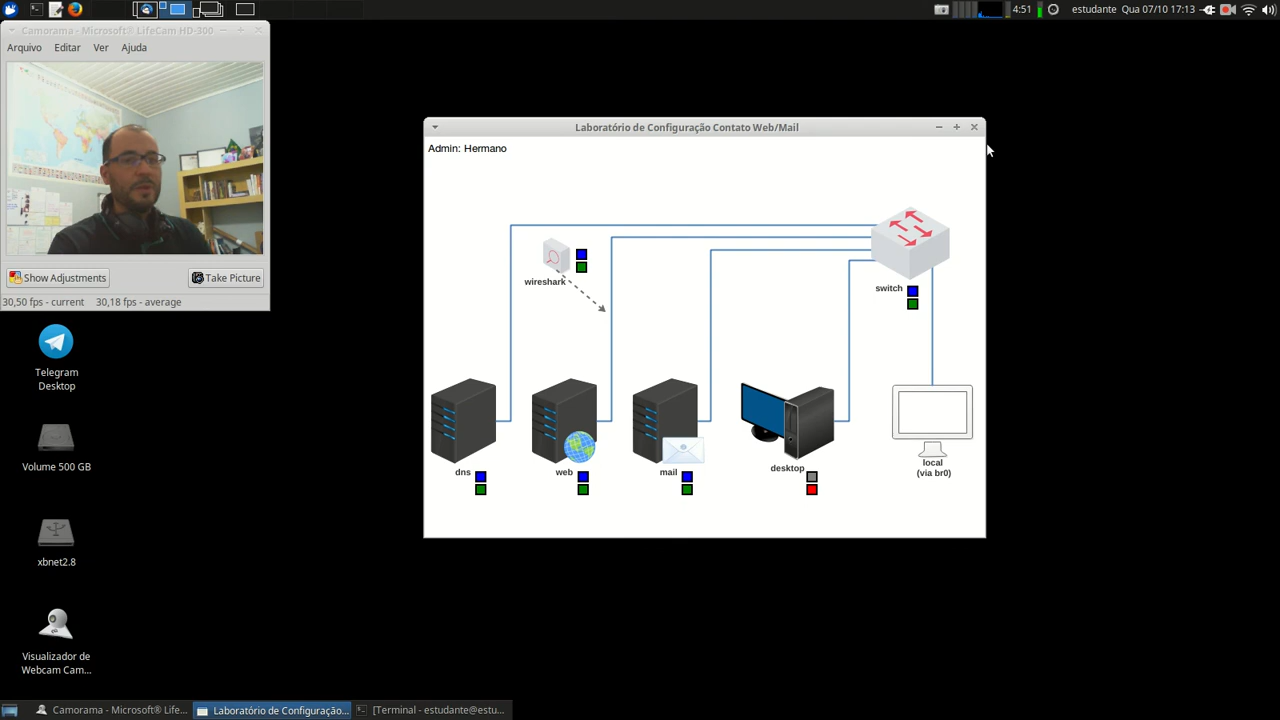 4:51
estudante
Qua 07/10 17:13
Camorama - Microsoft® LifeCam HD-300
Arquivo
Editar
Ver
Ajuda
Show Adjustments
Take Picture
30,50 fps - current
30,18 fps - average
Telegram
Desktop
Volume 500 GB
xbnet2.8
Visualizador de
Webcam Cam...
Laboratório de Configuração Contato Web/Mail
Admin: Hermano
wireshark
switch
dns
web
mail
desktop
local
(via br0)
Camorama - Microsoft® Life...
Laboratório de Configuração...
[Terminal - estudante@estu...